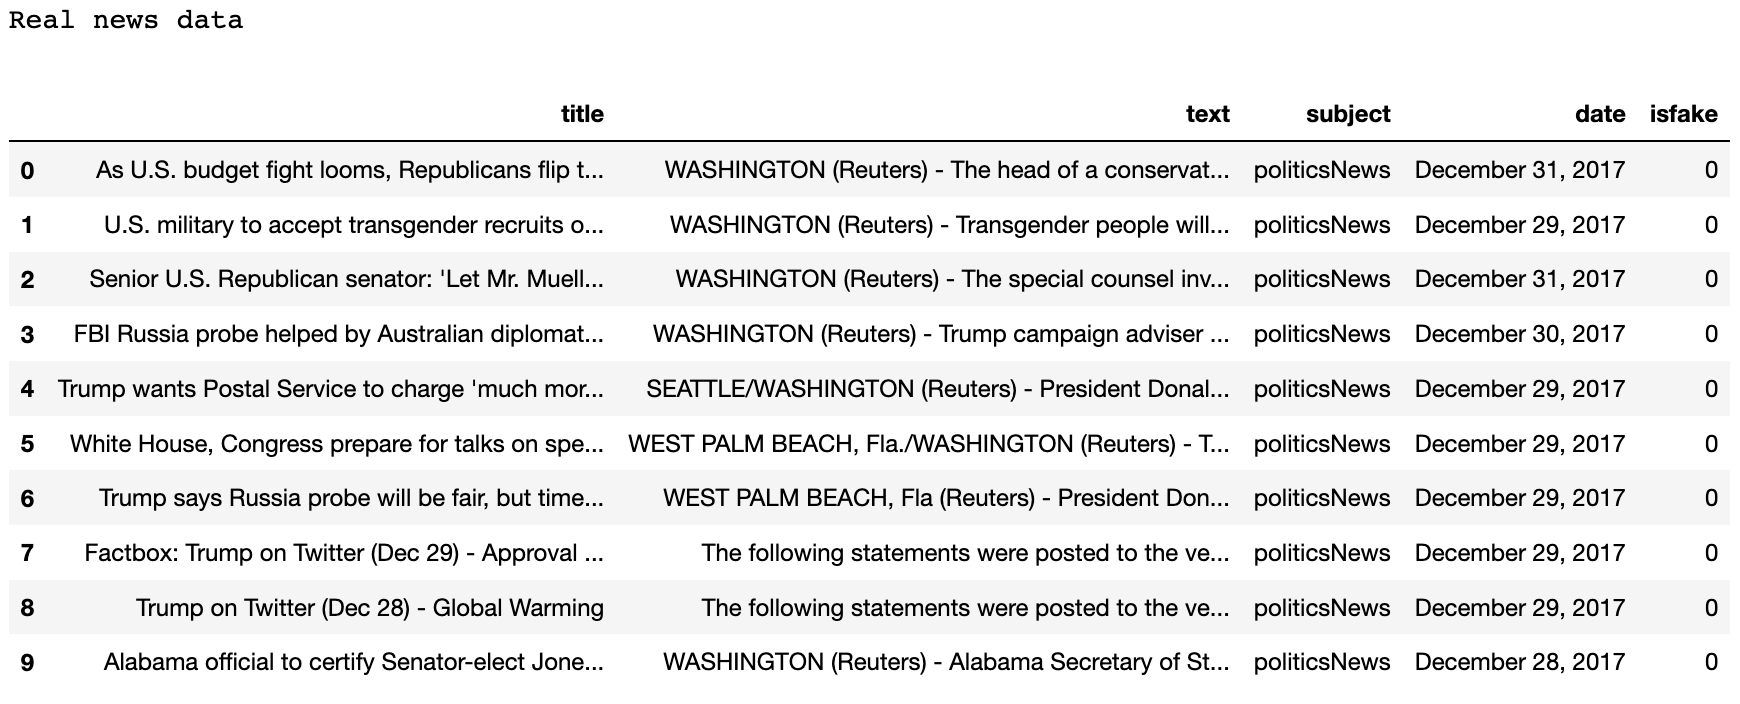 Real news data
title text subject date isfake
0 As U.S. budget fight looms, Republicans flip t... WASHINGTON (Reuters) - The head of a conservat... politicsNews December 31, 2017 0
1 U.S. military to accept transgender recruits o... WASHINGTON (Reuters) - Transgender people will... politicsNews December 29, 2017 0
2 Senior U.S. Republican senator: 'Let Mr. Muell... WASHINGTON (Reuters) - The special counsel inv... politicsNews December 31, 2017 0
3 FBI Russia probe helped by Australian diplomat... WASHINGTON (Reuters) - Trump campaign adviser ... politicsNews December 30, 2017 0
4 Trump wants Postal Service to charge 'much mor... SEATTLE/WASHINGTON (Reuters) - President Donal... politicsNews December 29, 2017 0
5 White House, Congress prepare for talks on spe... WEST PALM BEACH, Fla./WASHINGTON (Reuters) - T... politicsNews December 29, 2017 0
6 Trump says Russia probe will be fair, but time... WEST PALM BEACH, Fla (Reuters) - President Don... politicsNews December 29, 2017 0
7 Factbox: Trump on Twitter (Dec 29) - Approval ... The following statements were posted to the ve... politicsNews December 29, 2017 0
8 Trump on Twitter (Dec 28) - Global Warming The following statements were posted to the ve... politicsNews December 29, 2017 0
9 Alabama official to certify Senator-elect Jone... WASHINGTON (Reuters) - Alabama Secretary of St... politicsNews December 28, 2017 0